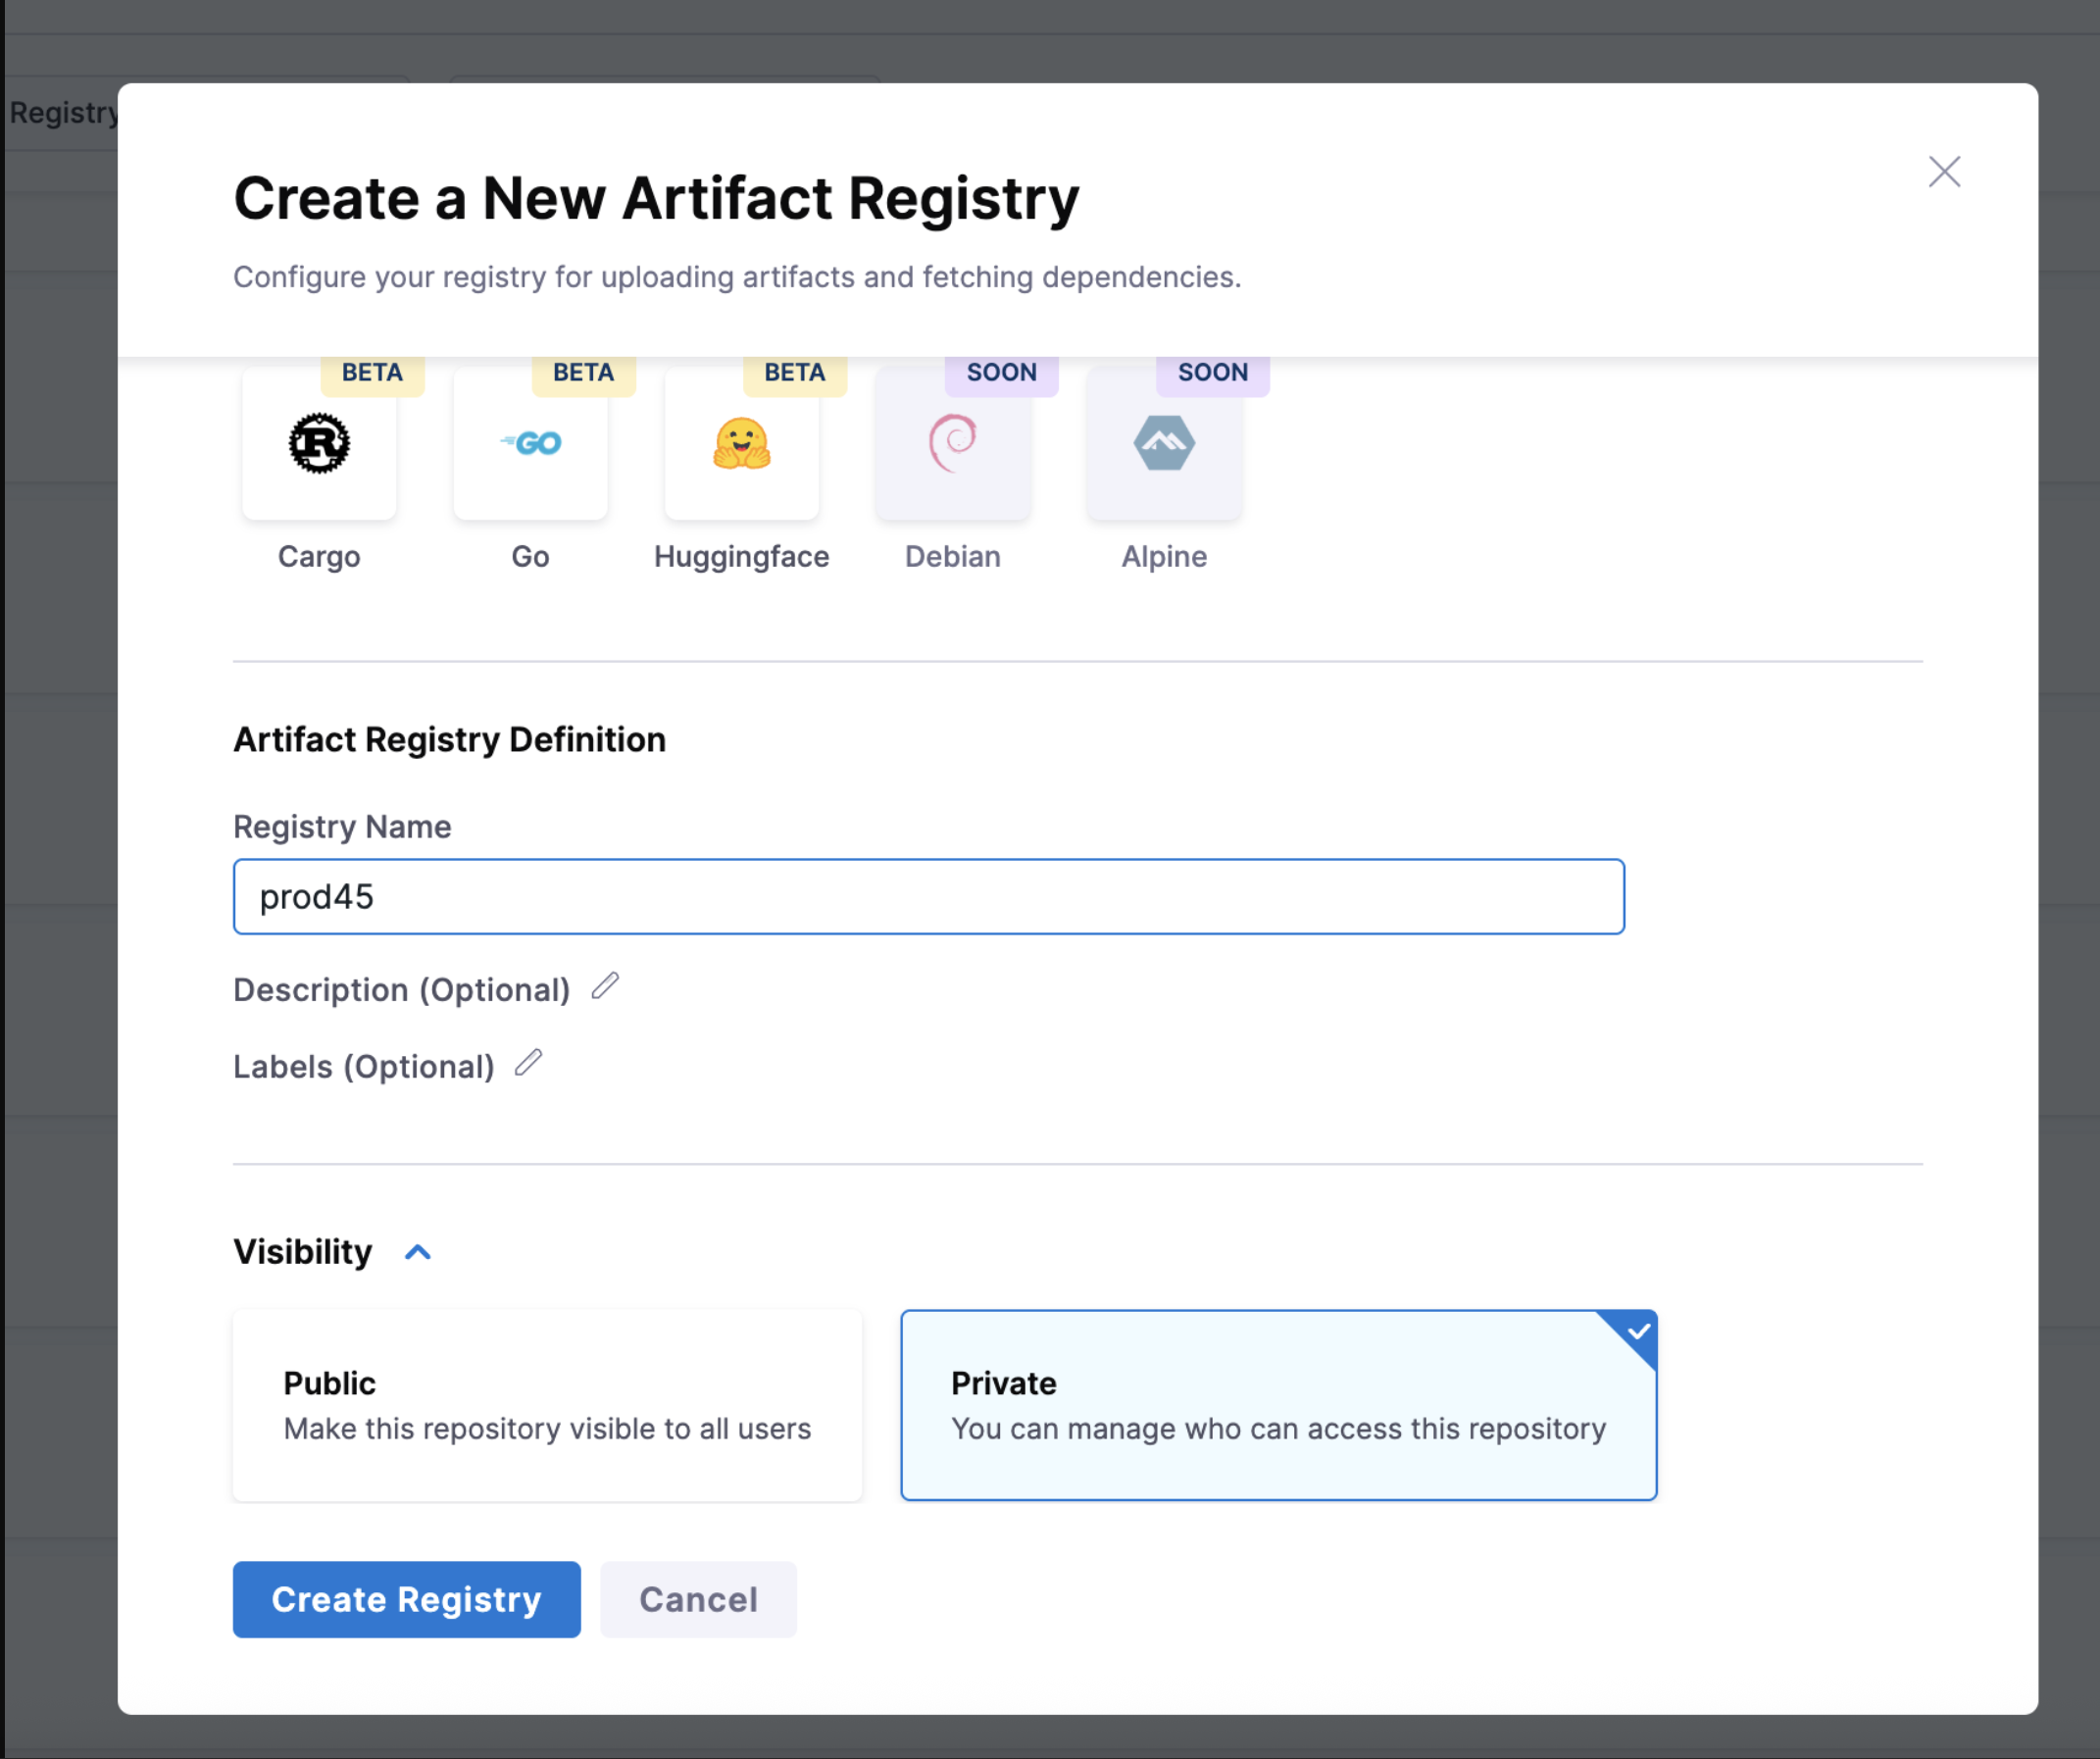 Registry
Create a New Artifact Registry
Configure your registry for uploading artifacts and fetching dependencies.
BETA BETA BETA SOON SOON
R GO
Cargo Go Huggingface Debian Alpine
Artifact Registry Definition
Registry Name
prod45
Description (Optional)
Labels (Optional)
Visibility
Public Private
Make this repository visible to all users You can manage who can access this repository
Create Registry Cancel